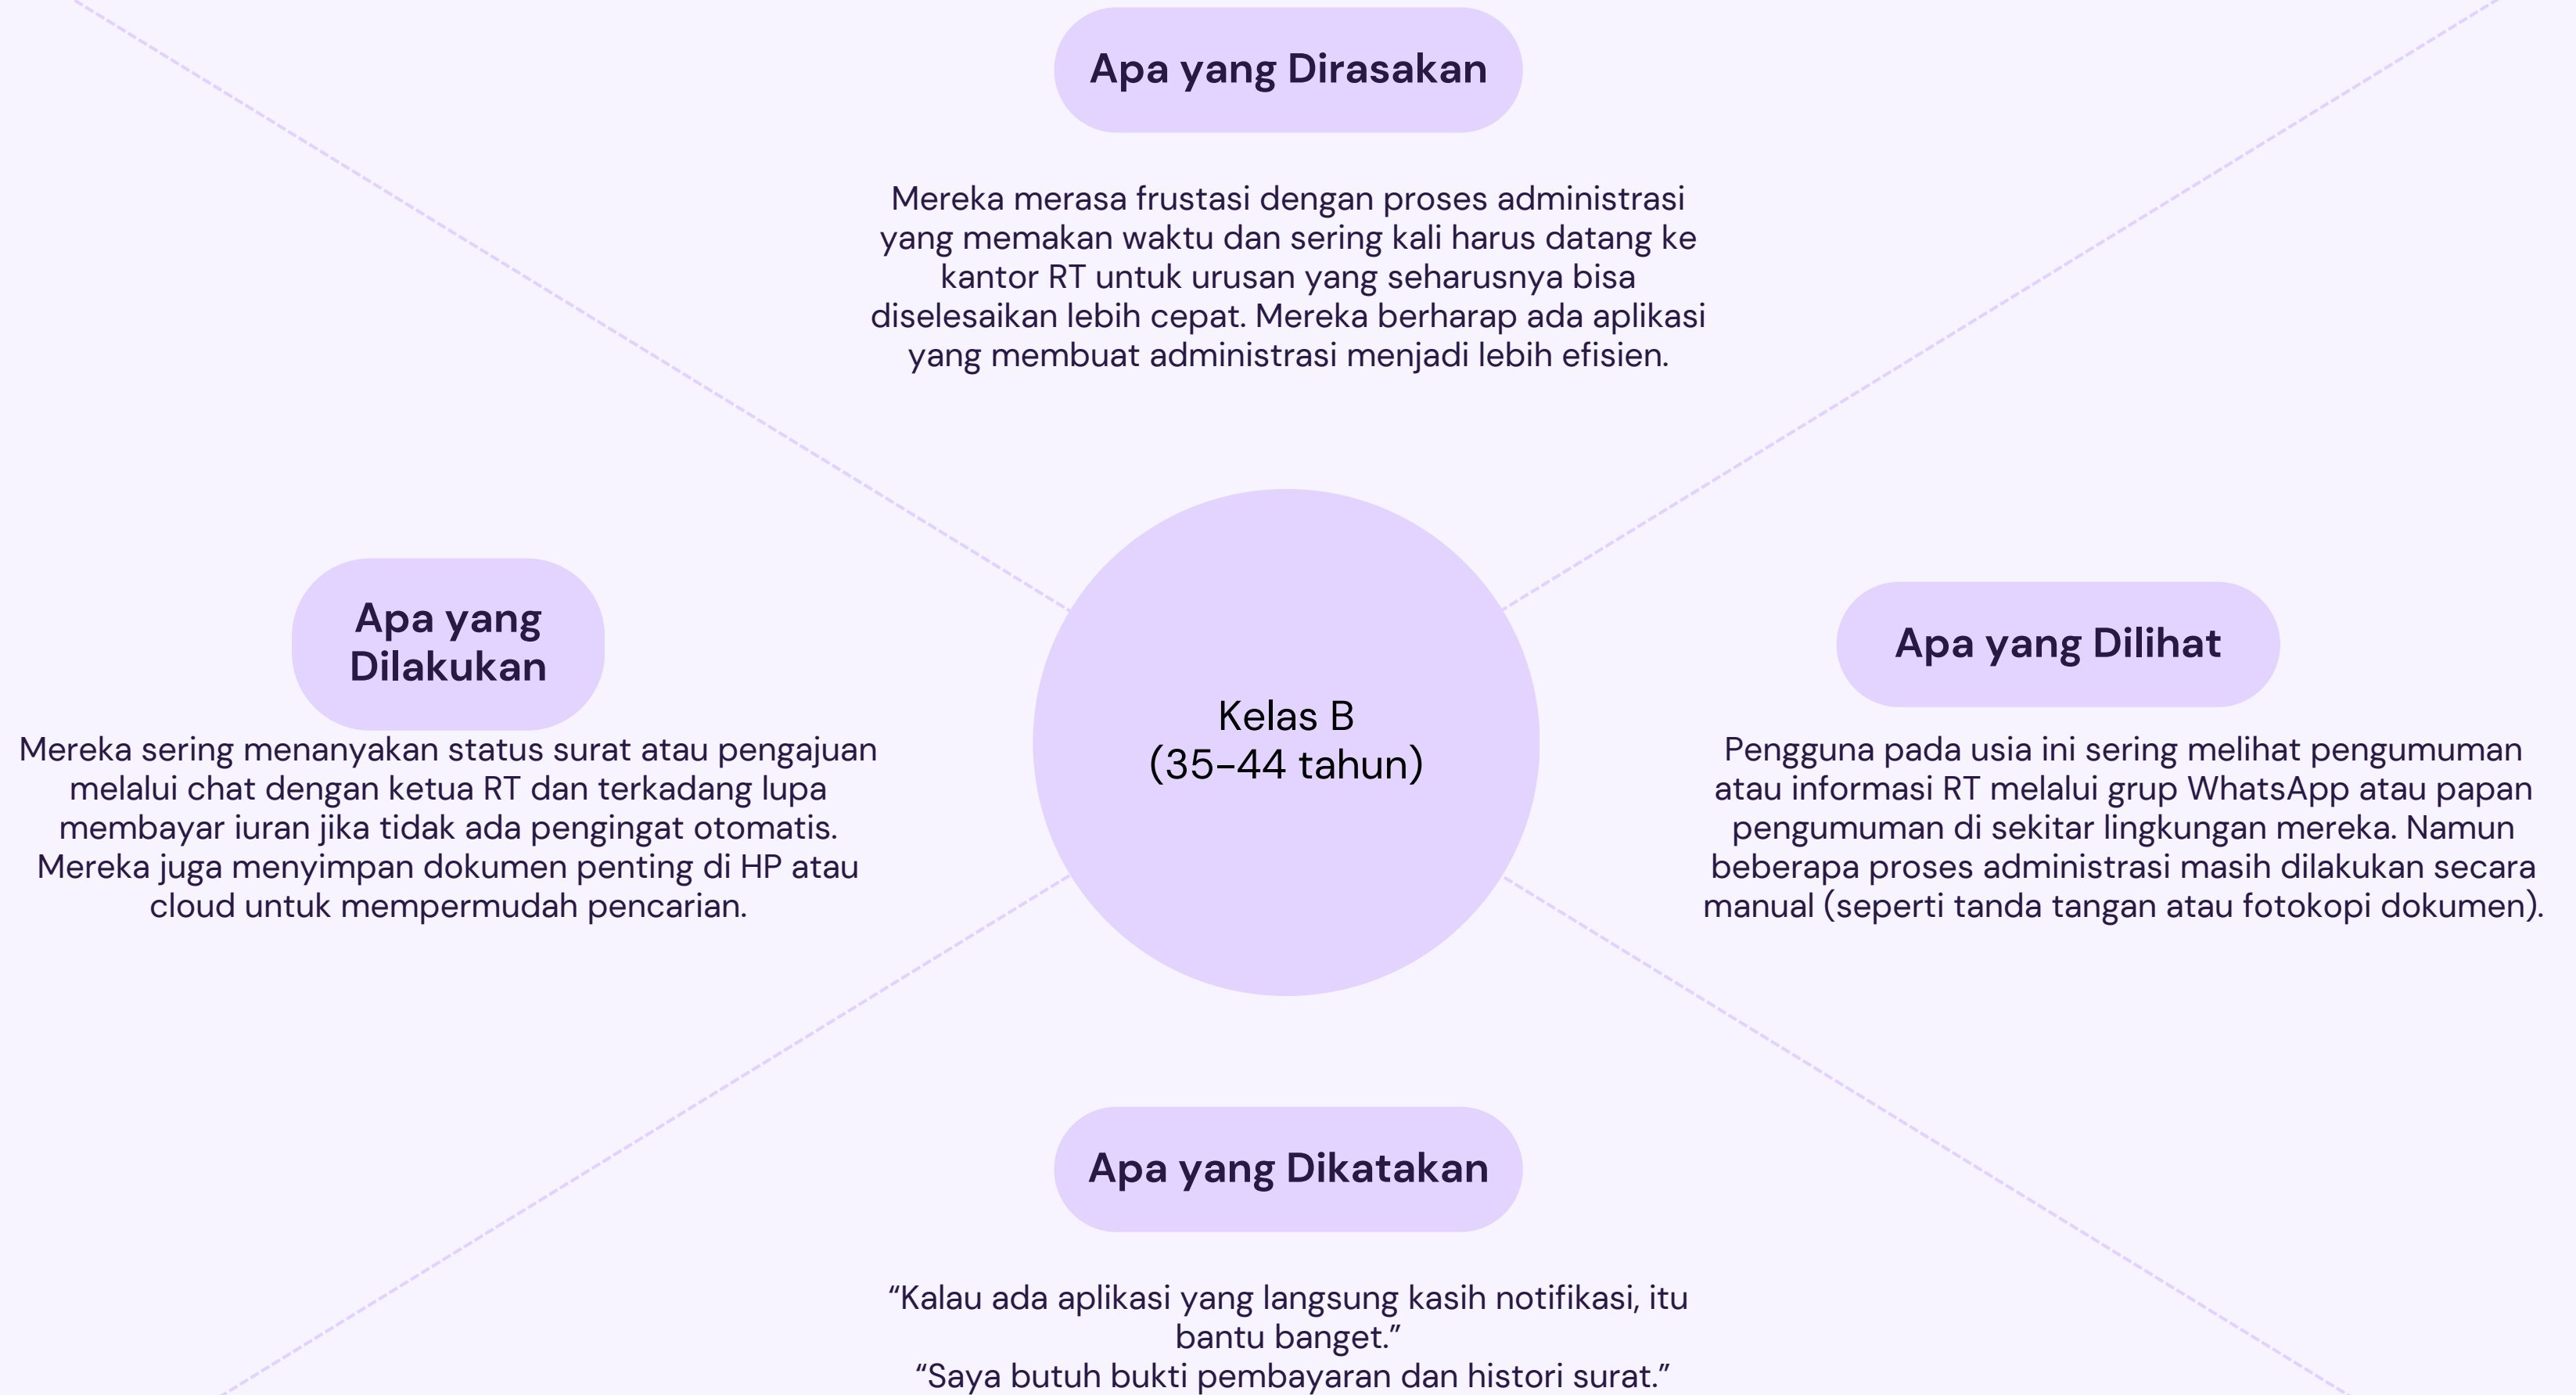 Apa yang Dirasakan
Mereka merasa frustasi dengan proses administrasi
yang memakan waktu dan sering kali harus datang ke
kantor RT untuk urusan yang seharusnya bisa
diselesaikan lebih cepat. Mereka berharap ada aplikasi
yang membuat administrasi menjadi lebih efisien.
Apa yang
Dilakukan
Mereka sering menanyakan status surat atau pengajuan
melalui chat dengan ketua RT dan terkadang lupa
membayar iuran jika tidak ada pengingat otomatis.
Mereka juga menyimpan dokumen penting di HP atau
cloud untuk mempermudah pencarian.
Kelas B
(35-44 tahun)
Apa yang Dilihat
Pengguna pada usia ini sering melihat pengumuman
atau informasi RT melalui grup WhatsApp atau papan
pengumuman di sekitar lingkungan mereka. Namun
beberapa proses administrasi masih dilakukan secara
manual (seperti tanda tangan atau fotokopi dokumen).
Apa yang Dikatakan
“Kalau ada aplikasi yang langsung kasih notifikasi, itu
bantu banget.”
“Saya butuh bukti pembayaran dan histori surat.”